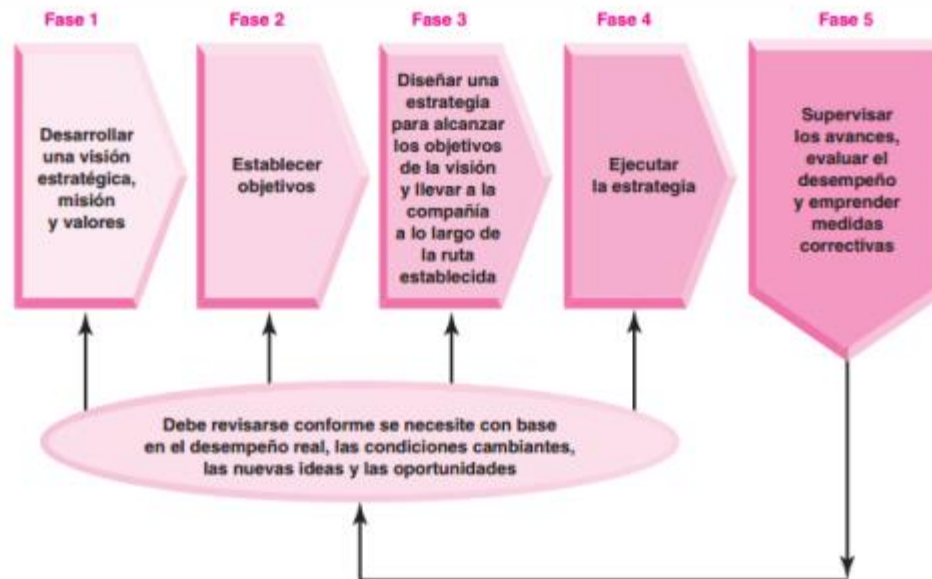 Fase 1
Fase 2
Fase 3
Fase 4
Fase 5
Desarrollar
una visión
estratégica,
misión
y valores
Establecer
objetivos
Diseñar una
estrategia
para alcanzar
los objetivos
de la visión
y llevar a la
compañía
a lo largo de
la ruta
establecida
Ejecutar
la estrategia
Supervisar
los avances,
evaluar el
desempeño
y emprender
medidas
correctivas
Debe revisarse conforme se necesite con base
en el desempeño real, las condiciones cambiantes,
las nuevas ideas y las oportunidades